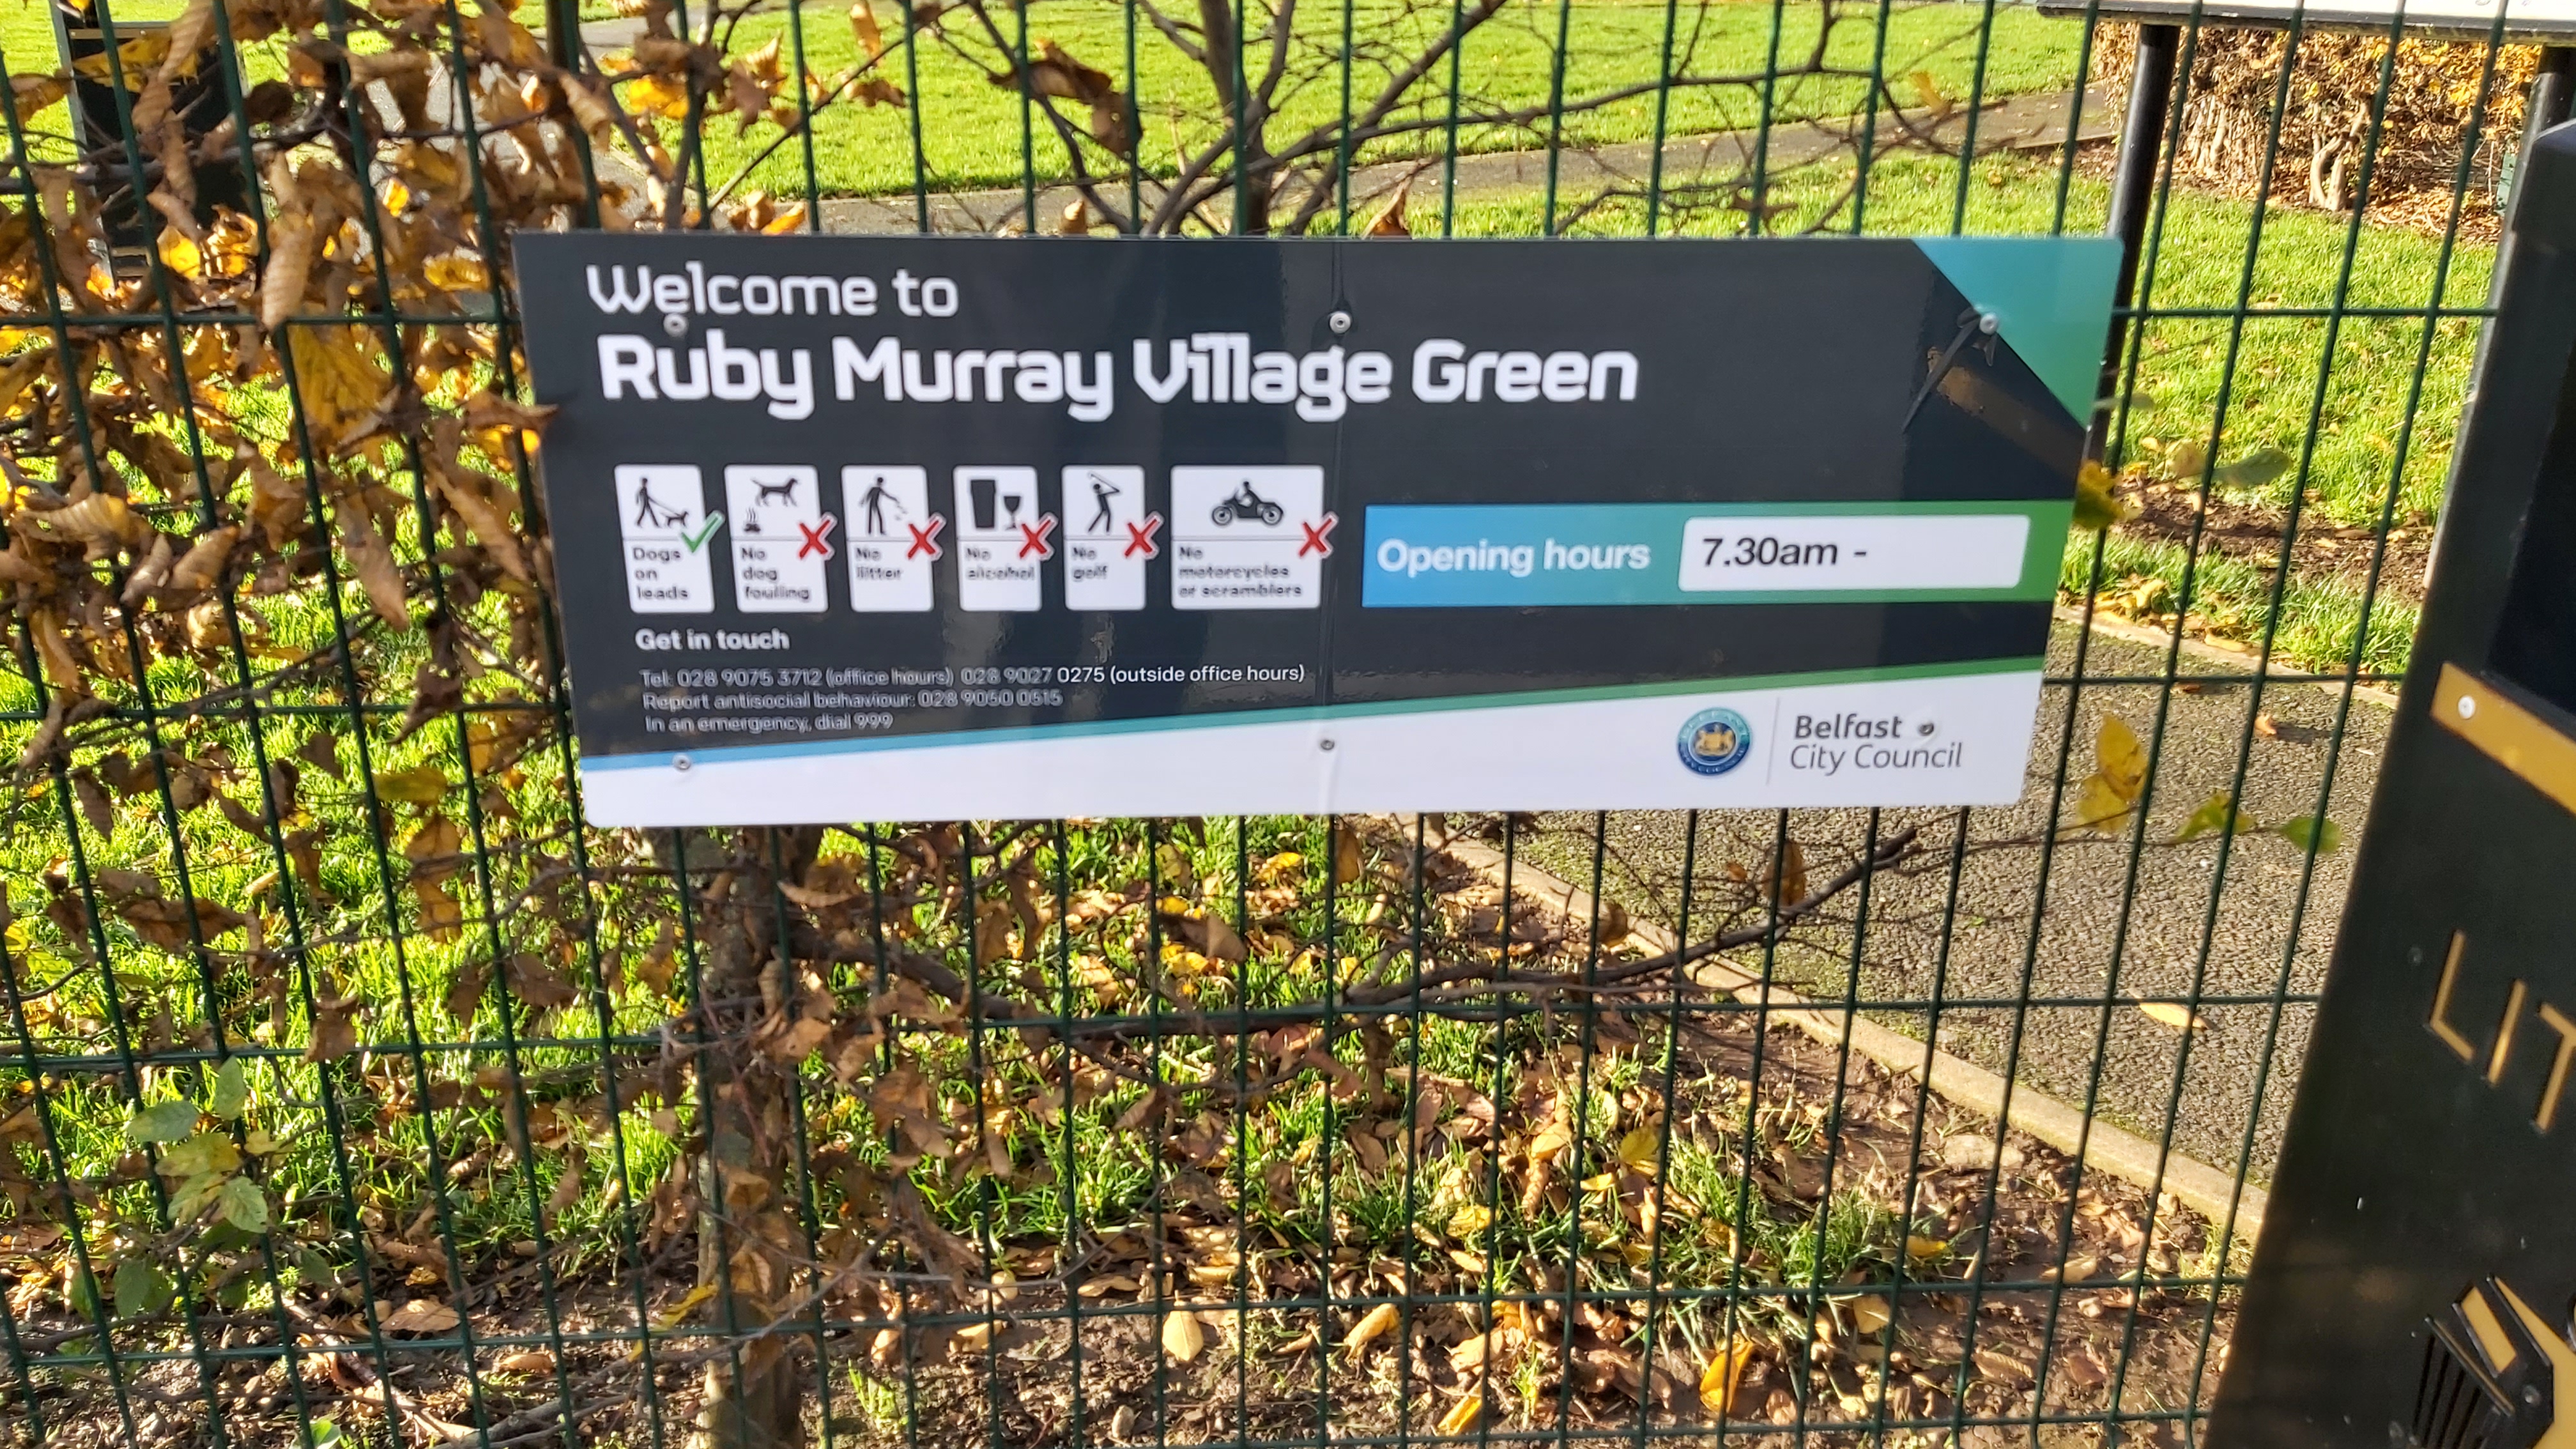 Welcome to
Ruby Murray Village Green
Dogs
on
leads
No
dog
fouling
No
litter
No
alcohol
No
golf
No
motorcycles
or scramblers
Opening hours 7.30am -
Get in touch
Tel: 028 9075 3712 (office hours) 028 9027 0275 (outside office hours)
Report antisocial behaviour: 028 9050 0515
In an emergency, dial 999
Belfast
City Council
LIT